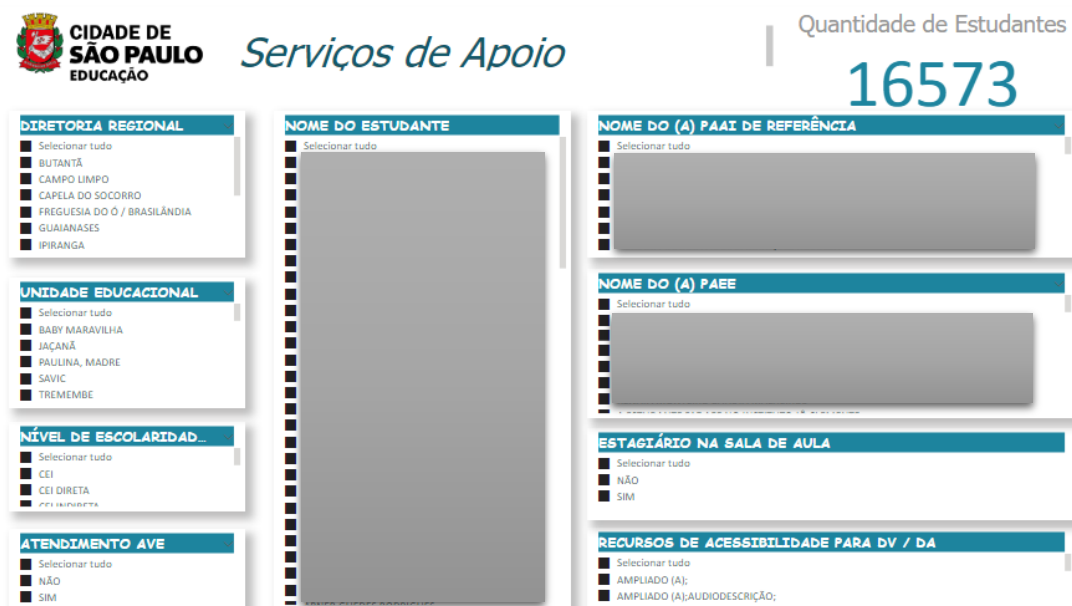 CIDADE DE
SÃO PAULO
EDUCAÇÃO
Serviços de Apoio
Quantidade de Estudantes
16573
DIRETORIA REGIONAL
Selecionar tudo
BUTANTÃ
CAMPO LIMPO
CAPELA DO SOCORRO
FREGUESIA DO Ó / BRASILÂNDIA
GUAIANASES
IPIRANGA
UNIDADE EDUCACIONAL
Selecionar tudo
BABY MARAVILHA
JAÇANÃ
PAULINA, MADRE
SAVIC
TREMEMBE
NÍVEL DE ESCOLARIDAD...
Selecionar tudo
CEI
CEI DIRETA
CEI INDIRETA
ATENDIMENTO AVE
Selecionar tudo
NÃO
SIM
NOME DO ESTUDANTE
Selecionar tudo
NOME DO (A) PAAI DE REFERÊNCIA
Selecionar tudo
NOME DO (A) PAEE
Selecionar tudo
ESTAGIÁRIO NA SALA DE AULA
Selecionar tudo
NÃO
SIM
RECURSOS DE ACESSIBILIDADE PARA DV / DA
Selecionar tudo
AMPLIADO (A);
AMPLIADO (A);AUDIODESCRIÇÃO;